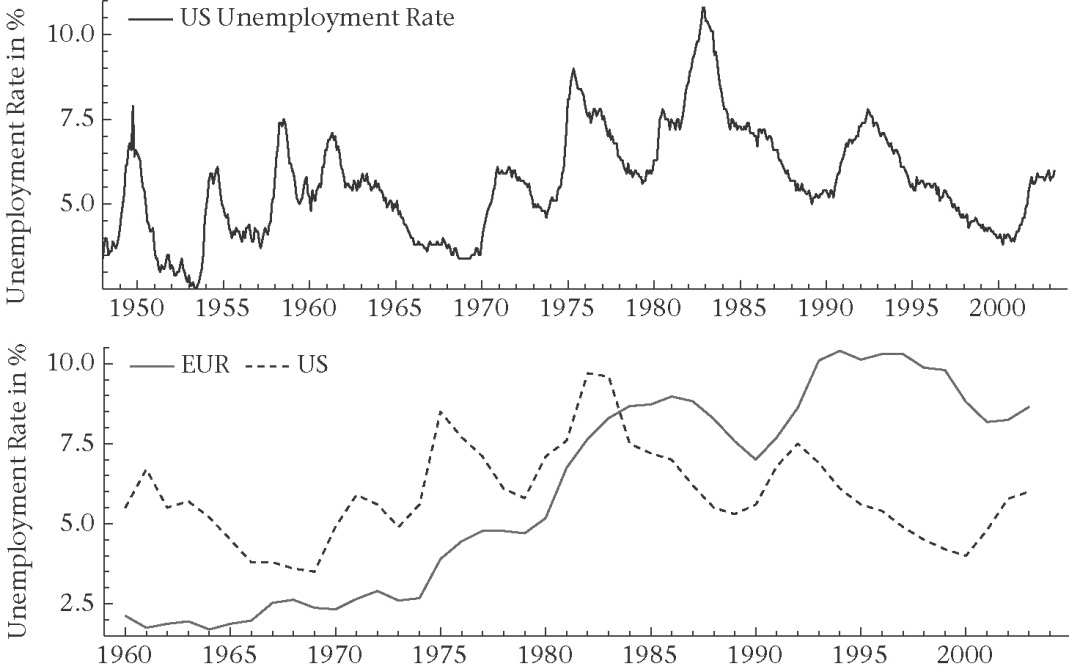 US Unemployment Rate
Unemployment Rate in %
10.0
7.5
5.0
1950 1955 1960 1965 1970 1975 1980 1985 1990 1995 2000
EUR US
Unemployment Rate in %
10.0
7.5
5.0
2.5
1960 1965 1970 1975 1980 1985 1990 1995 2000